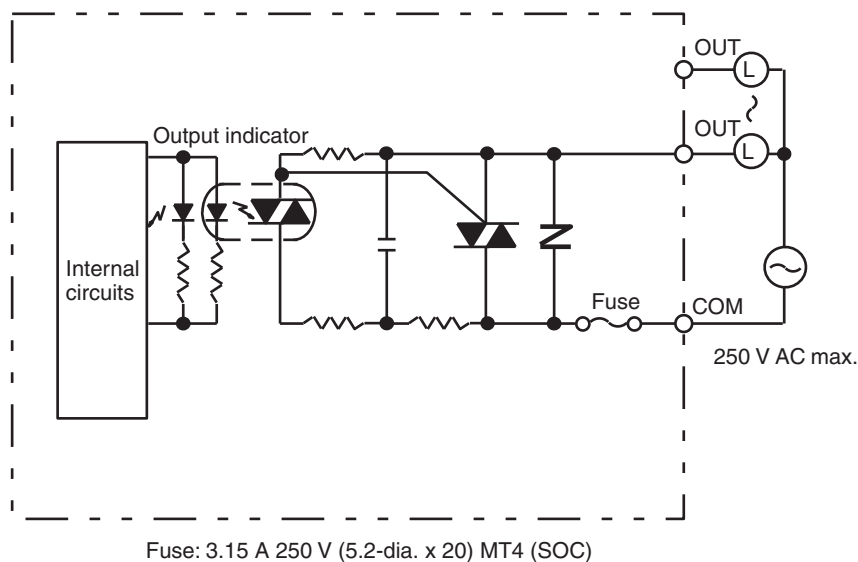 OUT
L
OUT
L
Output indicator
Internal
circuits
Fuse
COM
250 V AC max.
Fuse: 3.15 A 250 V (5.2-dia. x 20) MT4 (SOC)